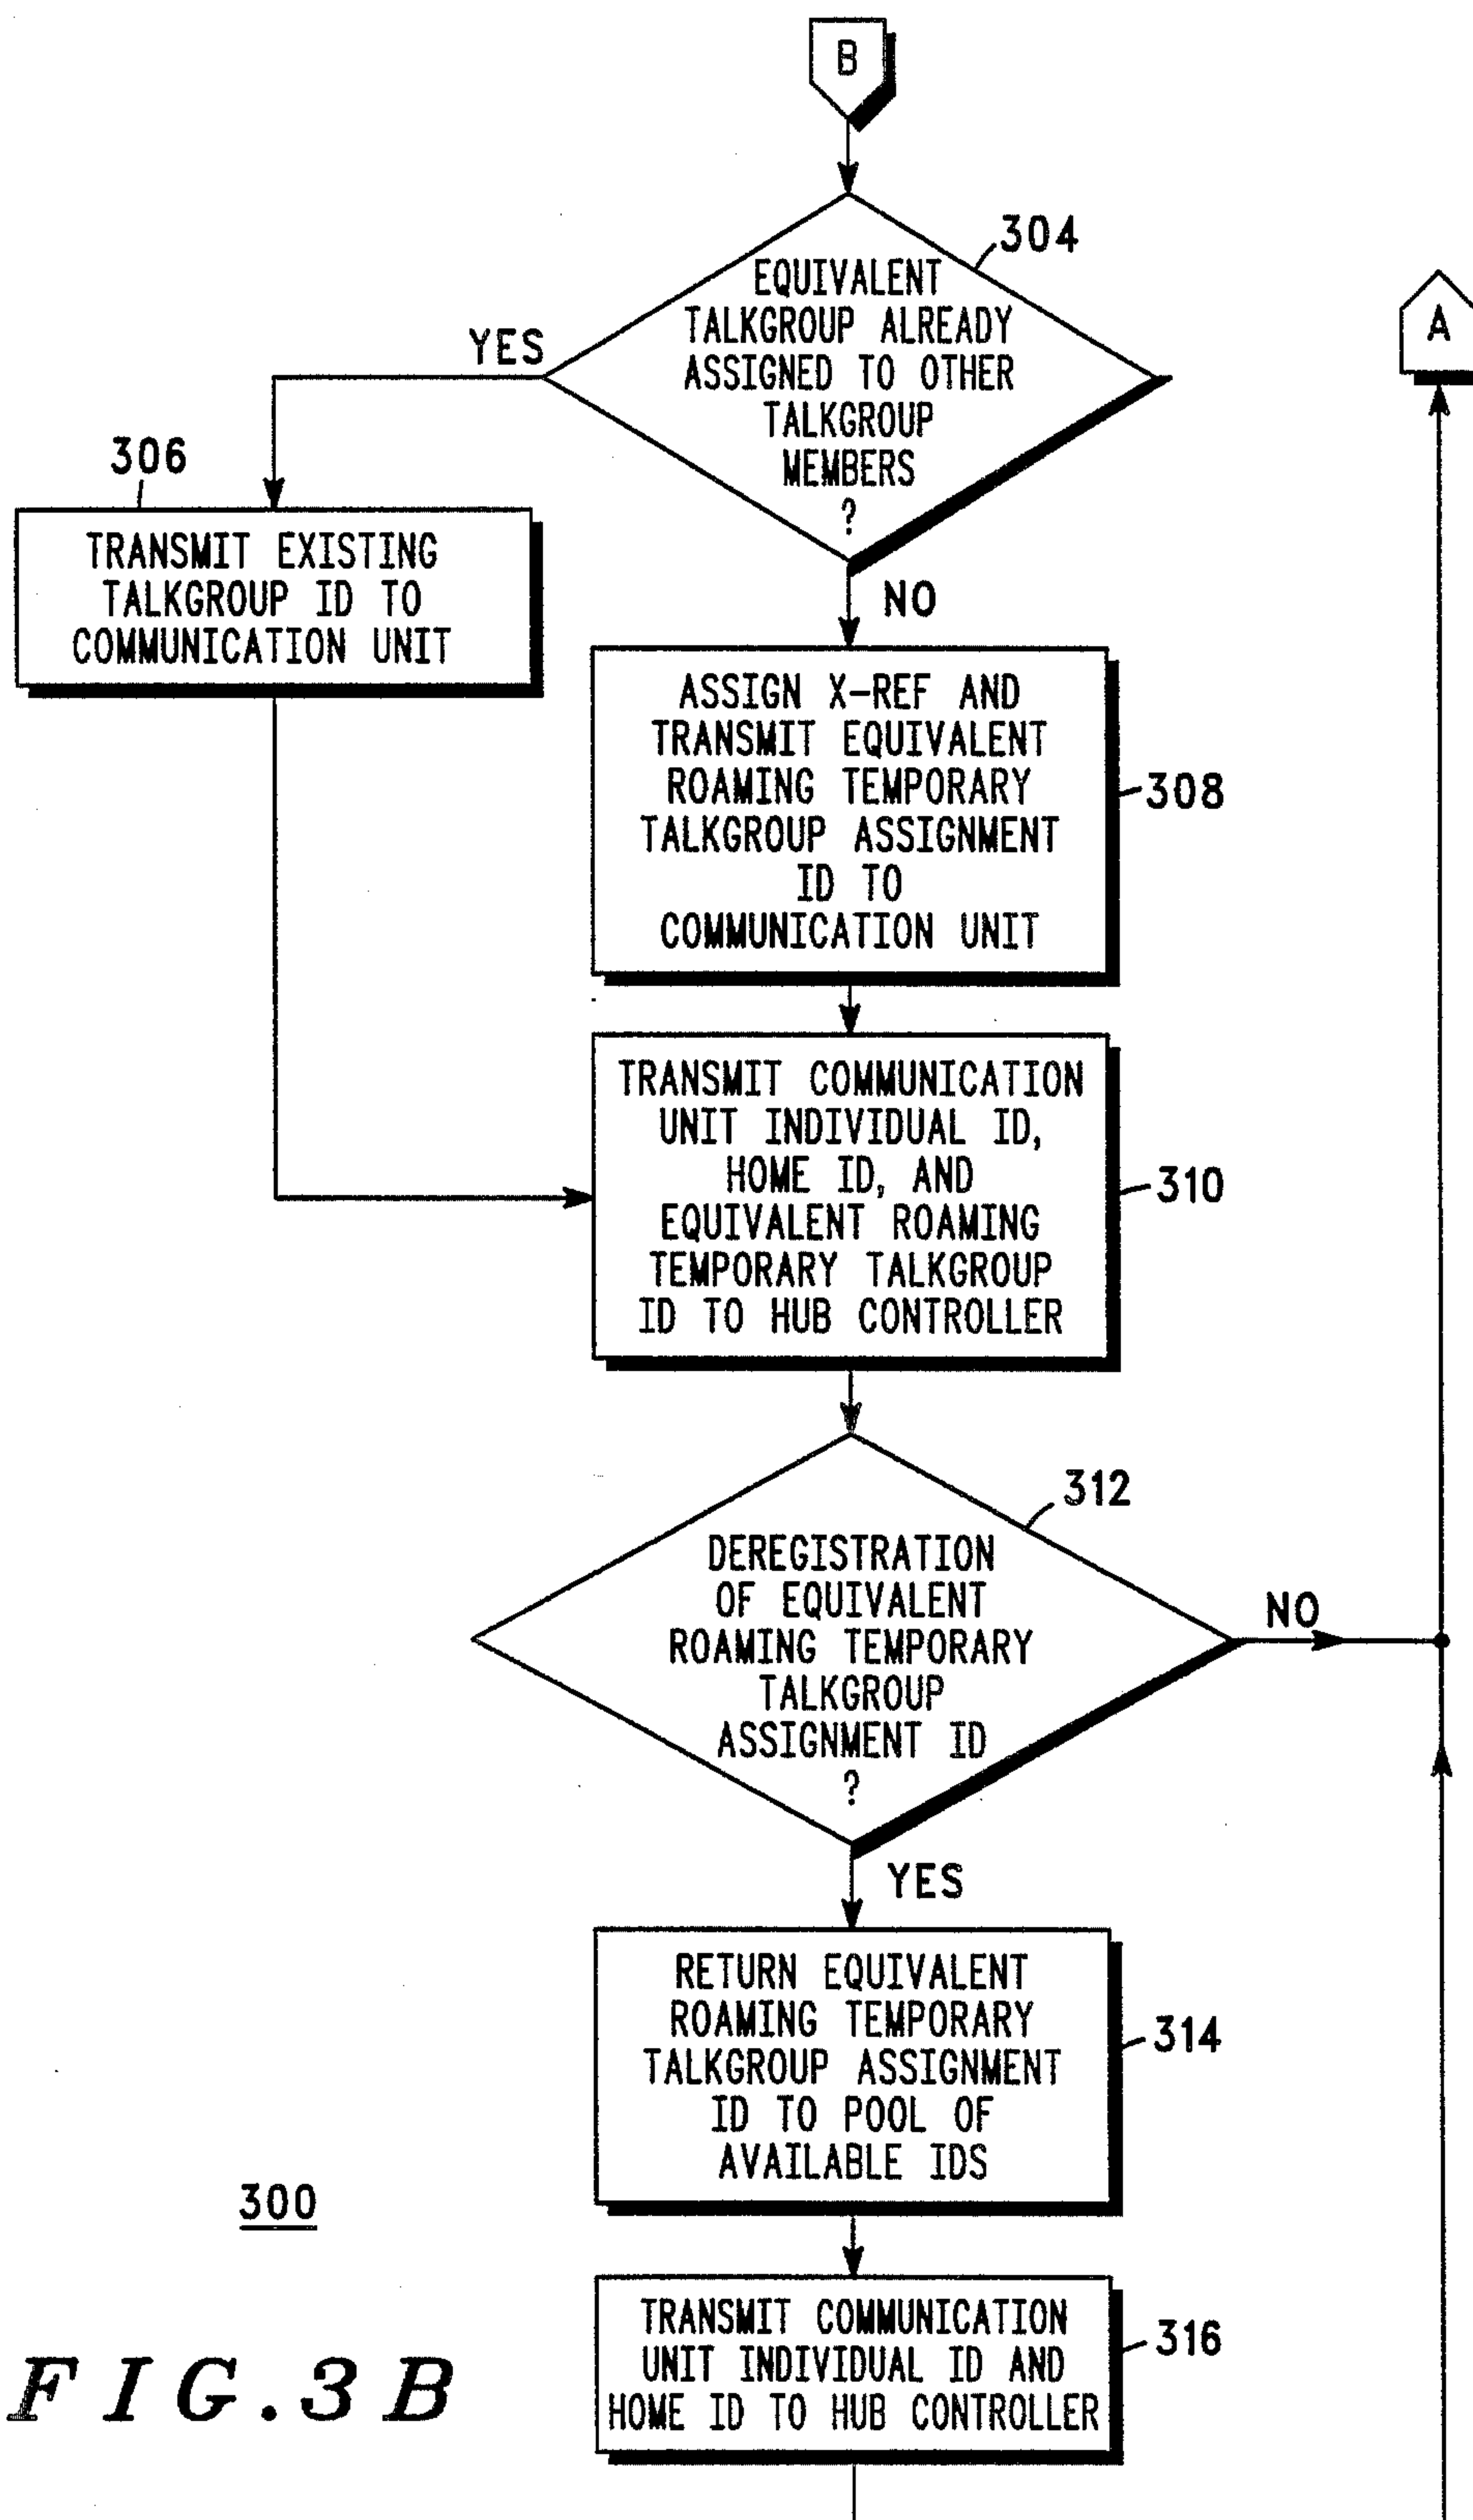 B
304
EQUIVALENT
TALKGROUP ALREADY
ASSIGNED TO OTHER
TALKGROUP
MEMBERS
?
A
YES
306
TRANSMIT EXISTING
TALKGROUP ID TO
COMMUNICATION UNIT
NO
ASSIGN X-REF AND
TRANSMIT EQUIVALENT
ROAMING TEMPORARY
TALKGROUP ASSIGNMENT
ID TO
COMMUNICATION UNIT
308
TRANSMIT COMMUNICATION
UNIT INDIVIDUAL ID,
HOME ID, AND
EQUIVALENT ROAMING
TEMPORARY TALKGROUP
ID TO HUB CONTROLLER
310
312
DEREGISTRATION
OF EQUIVALENT
ROAMING TEMPORARY
TALKGROUP
ASSIGNMENT ID
?
NO
YES
RETURN EQUIVALENT
ROAMING TEMPORARY
TALKGROUP ASSIGNMENT
ID TO POOL OF
AVAILABLE IDS
314
300
TRANSMIT COMMUNICATION
UNIT INDIVIDUAL ID AND
HOME ID TO HUB CONTROLLER
316
FIG.3B